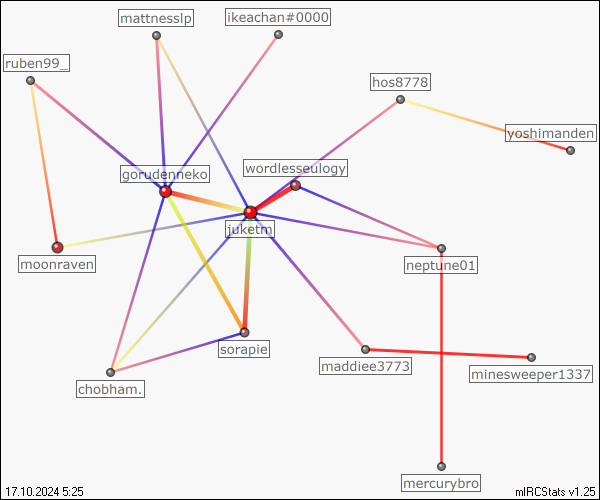 mattnesslp
ikeachan#0000
ruben99_
hos8778
yoshimanden
gorudenneko
wordlesseulogy
juketm
moonraven
neptune01
sorapie
maddiee3773
minesweeper1337
chobham.
mercurybro
17.10.2024 5:25
mIRCStats v1.25